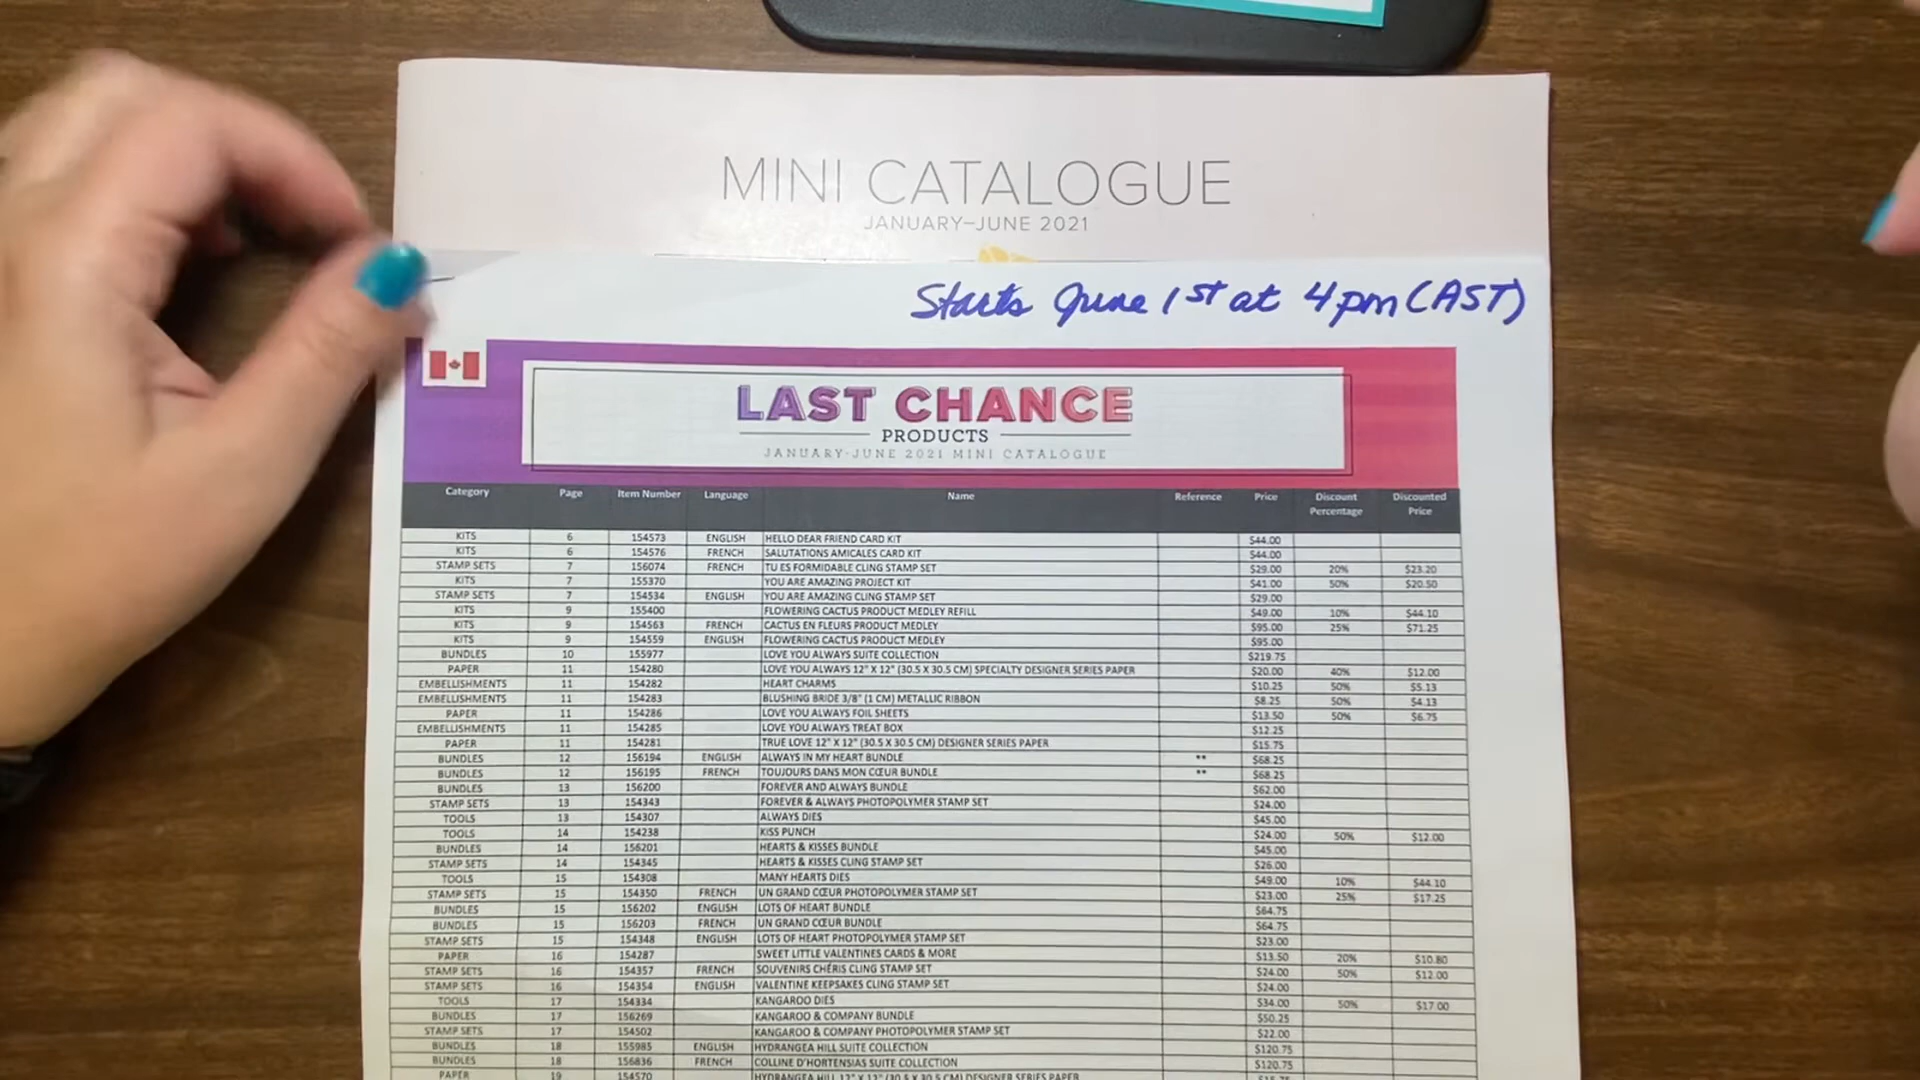 MINI CATALOGUE
JANUARY–JUNE 2021
Starts June 1st at 4pm (AST)
LAST CHANCE
PRODUCTS
JANUARY-JUNE 2021 MINI CATALOGUE
Category Page Item Number Language Name Reference Price Discount Percentage Discounted Price
KITS 6 154573 ENGLISH HELLO DEAR FRIEND CARD KIT $44.00
KITS 6 154576 FRENCH SALUTATIONS AMICALES CARD KIT $44.00
STAMP SETS 7 156074 FRENCH TU ES FORMIDABLE CLING STAMP SET $29.00 20% $23.20
KITS 7 155370 YOU ARE AMAZING PROJECT KIT $41.00 50% $20.50
STAMP SETS 7 154534 ENGLISH YOU ARE AMAZING CLING STAMP SET $29.00
KITS 9 155400 FLOWERING CACTUS PRODUCT MEDLEY REFILL $49.00 10% $44.10
KITS 9 154563 FRENCH CACTUS EN FLEURS PRODUCT MEDLEY $95.00 25% $71.25
KITS 9 154559 ENGLISH FLOWERING CACTUS PRODUCT MEDLEY $95.00
BUNDLES 10 155977 LOVE YOU ALWAYS SUITE COLLECTION $219.75
PAPER 11 154280 LOVE YOU ALWAYS 12" X 12" (30.5 X 30.5 CM) SPECIALTY DESIGNER SERIES PAPER $20.00 40% $12.00
EMBELLISHMENTS 11 154282 HEART CHARMS $10.25 50% $5.13
EMBELLISHMENTS 11 154283 BLUSHING BRIDE 3/8" (1 CM) METALLIC RIBBON $8.25 50% $4.13
PAPER 11 154286 LOVE YOU ALWAYS FOIL SHEETS $13.50 50% $6.75
EMBELLISHMENTS 11 154285 LOVE YOU ALWAYS TREAT BOX $12.25
PAPER 11 154281 TRUE LOVE 12" X 12" (30.5 X 30.5 CM) DESIGNER SERIES PAPER $15.75
BUNDLES 12 156194 ENGLISH ALWAYS IN MY HEART BUNDLE ** $68.25
BUNDLES 12 156195 FRENCH TOUJOURS DANS MON CŒUR BUNDLE ** $68.25
BUNDLES 13 156200 FOREVER AND ALWAYS BUNDLE $62.00
STAMP SETS 13 154343 FOREVER & ALWAYS PHOTOPOLYMER STAMP SET $24.00
TOOLS 13 154307 ALWAYS DIES $45.00
TOOLS 14 154238 KISS PUNCH $24.00 50% $12.00
BUNDLES 14 156201 HEARTS & KISSES BUNDLE $45.00
STAMP SETS 14 154345 HEARTS & KISSES CLING STAMP SET $26.00
TOOLS 15 154308 MANY HEARTS DIES $49.00 10% $44.10
STAMP SETS 15 154350 FRENCH UN GRAND CŒUR PHOTOPOLYMER STAMP SET $23.00 25% $17.25
BUNDLES 15 156202 ENGLISH LOTS OF HEART BUNDLE $64.75
BUNDLES 15 156203 FRENCH UN GRAND CŒUR BUNDLE $64.75
STAMP SETS 15 154348 ENGLISH LOTS OF HEART PHOTOPOLYMER STAMP SET $23.00
PAPER 16 154287 SWEET LITTLE VALENTINES CARDS & MORE $13.50 20% $10.80
STAMP SETS 16 154357 FRENCH SOUVENIRS CHÉRIS CLING STAMP SET $24.00 50% $12.00
STAMP SETS 16 154354 ENGLISH VALENTINE KEEPSAKES CLING STAMP SET $24.00
TOOLS 17 154334 KANGAROO DIES $34.00 50% $17.00
BUNDLES 17 156269 KANGAROO & COMPANY BUNDLE $50.25
STAMP SETS 17 154502 KANGAROO & COMPANY PHOTOPOLYMER STAMP SET $22.00
BUNDLES 18 155985 ENGLISH HYDRANGEA HILL SUITE COLLECTION $120.75
BUNDLES 18 156836 FRENCH COLLINE D'HORTENSIAS SUITE COLLECTION $120.75
PAPER 19 154570 HYDRANGEA HILL 12" X 12" (30.5 X 30.5 CM) DESIGNER SERIES PAPER